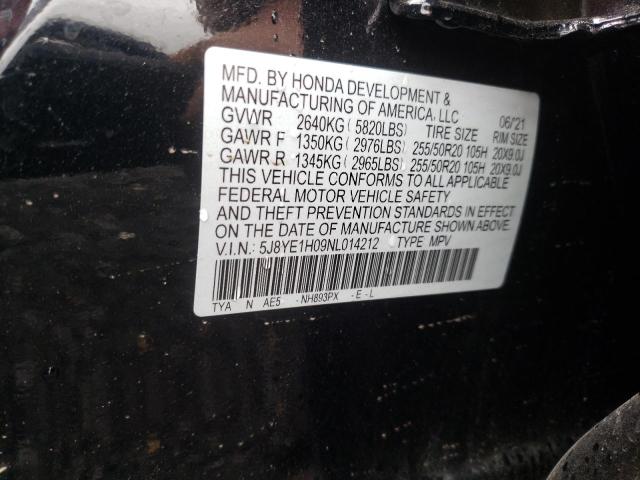 MFD. BY HONDA DEVELOPMENT &
MANUFACTURING OF AMERICA, LLC 06/21
GVWR 2640KG ( 5820LBS) TIRE SIZE RIM SIZE
GAWR F 1350KG ( 2976LBS) 255/50R20 105H 20X9.0J
GAWR R 1345KG ( 2965LBS) 255/50R20 105H 20X9.0J
THIS VEHICLE CONFORMS TO ALL APPLICABLE
FEDERAL MOTOR VEHICLE SAFETY
AND THEFT PREVENTION STANDARDS IN EFFECT
ON THE DATE OF MANUFACTURE SHOWN ABOVE.
V.I.N.: 5J8YE1H09NL014212 TYPE MPV
TYA N AE5 -NH893PX -E-L